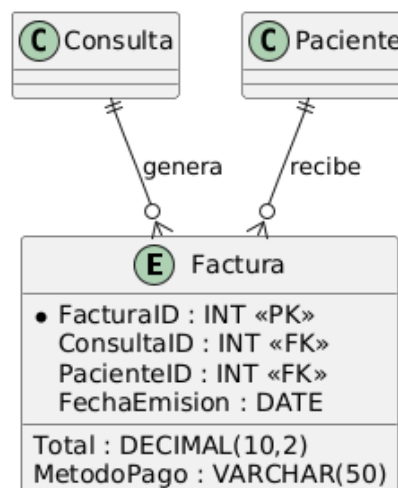 C Consulta
C Paciente
genera
recibe
E Factura
FacturaID : INT «PK»
ConsultaID : INT «FK»
PacienteID : INT «FK»
FechaEmision : DATE
Total : DECIMAL(10,2)
MetodoPago : VARCHAR(50)